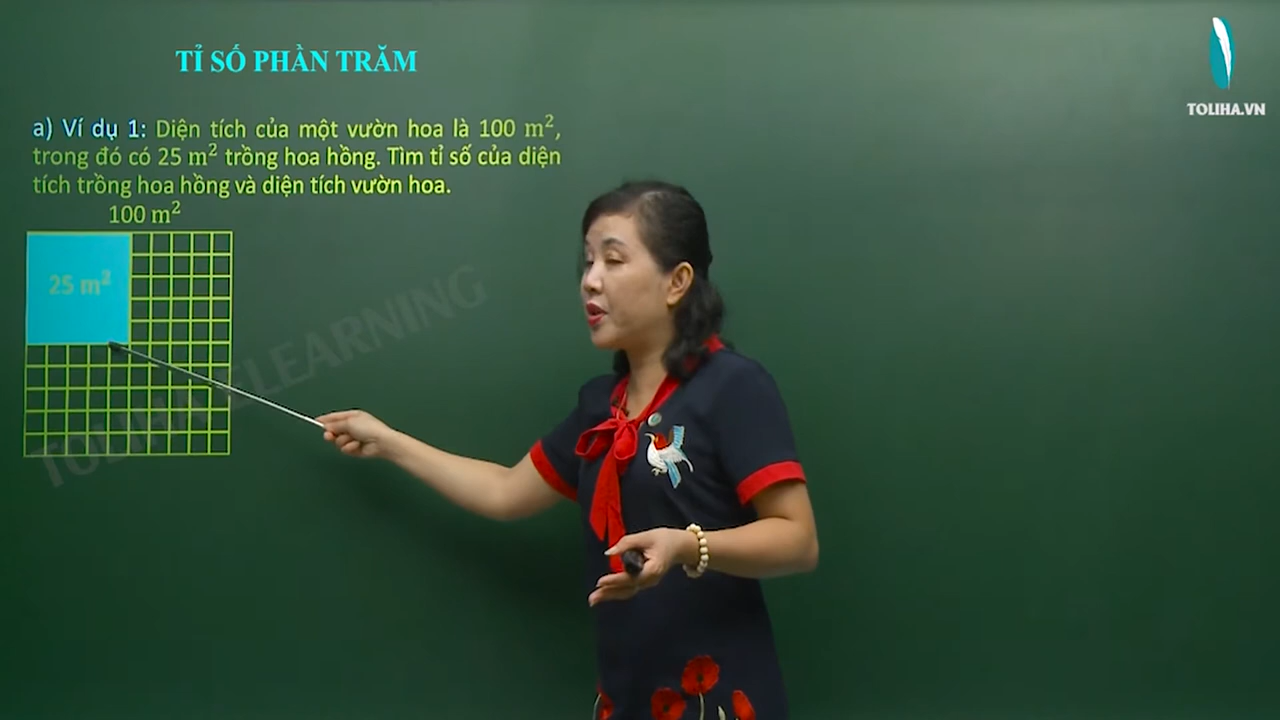 TỈ SỐ PHẦN TRĂM
TOLIHA.VN
a) Ví dụ 1: Diện tích của một vườn hoa là 100 m²,
trong đó có 25 m² trồng hoa hồng. Tìm tỉ số của diện
tích trồng hoa hồng và diện tích vườn hoa.
100 m²
25 m²
TOLIHA ELEARNING